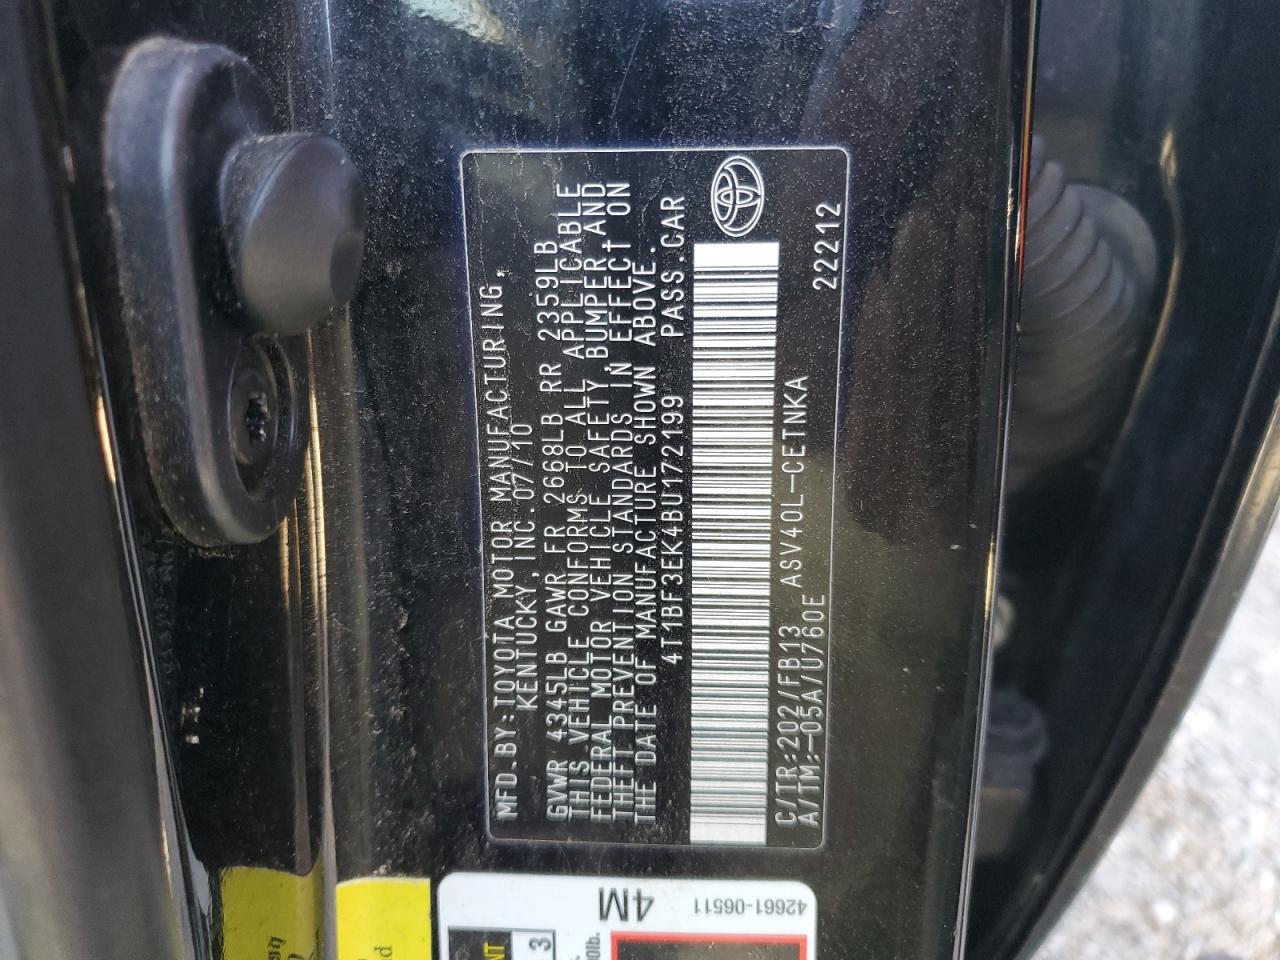 MFD.BY:TOYOTA MOTOR MANUFACTURING,
KENTUCKY,INC. 07/10
GVWR 4345LB GAWR FR 2668LB RR 2359LB
THIS VEHICLE CONFORMS TO ALL APPLICABLE
FEDERAL MOTOR VEHICLE SAFETY,BUMPER,AND
THEFT PREVENTION STANDARDS IN EFFECT ON
THE DATE OF MANUFACTURE SHOWN ABOVE.
4T1BF3EK4BU172199 PASS.CAR
C/TR:202/FB13 ASV40L-CETNKA
A/TM:-05A/U760E 22212
4M
42661-06511
NT
3